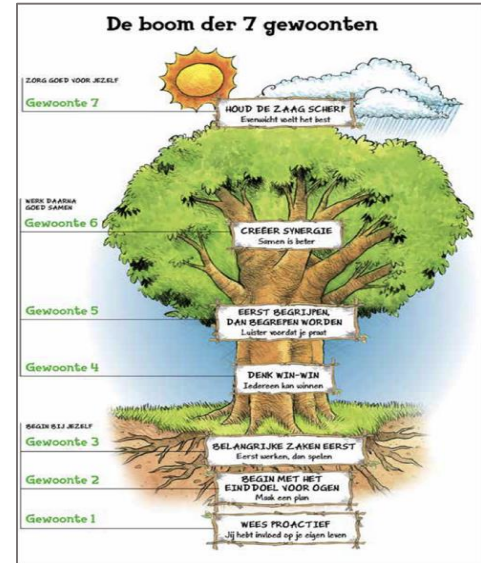 De boom der 7 gewoonten
ZORG GOED VOOR JEZELF
Gewoonte 7
HOUD DE ZAAG SCHERP
Evenwicht voelt het best
WERK DAARNA
GOED SAMEN
Gewoonte 6
CREËER SYNERGIE
Samen is beter
Gewoonte 5
EERST BEGRIJPEN,
DAN BEGREPEN WORDEN
Luister voordat je praat
Gewoonte 4
DENK WIN-WIN
Iedereen kan winnen
BEGIN BIJ JEZELF
Gewoonte 3
BELANGRIJKE ZAKEN EERST
Eerst werken, dan spelen
Gewoonte 2
BEGIN MET HET
EINDDOEL VOOR OGEN
Maak een plan
Gewoonte 1
WEES PROACTIEF
Jij hebt invloed op je eigen leven